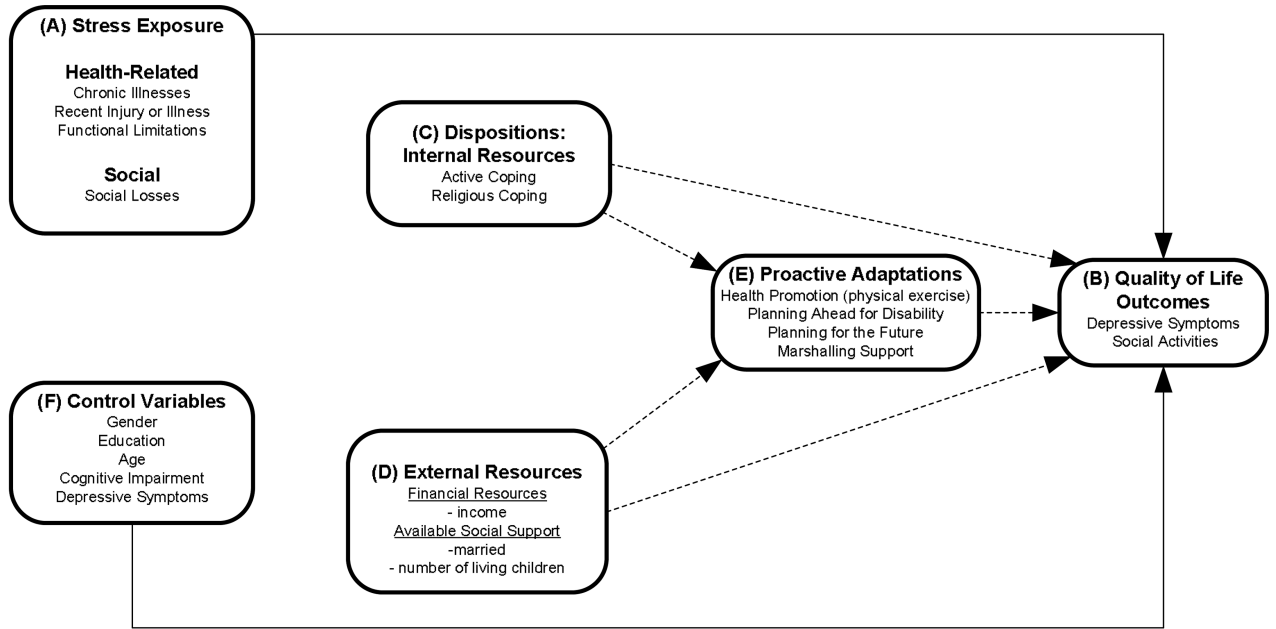 (A) Stress Exposure
Health-Related
Chronic Illnesses
Recent Injury or Illness
Functional Limitations
Social
Social Losses
(C) Dispositions:
Internal Resources
Active Coping
Religious Coping
(E) Proactive Adaptations
Health Promotion (physical exercise)
Planning Ahead for Disability
Planning for the Future
Marshalling Support
(B) Quality of Life
Outcomes
Depressive Symptoms
Social Activities
(F) Control Variables
Gender
Education
Age
Cognitive Impairment
Depressive Symptoms
(D) External Resources
Financial Resources
- income
Available Social Support
-married
- number of living children